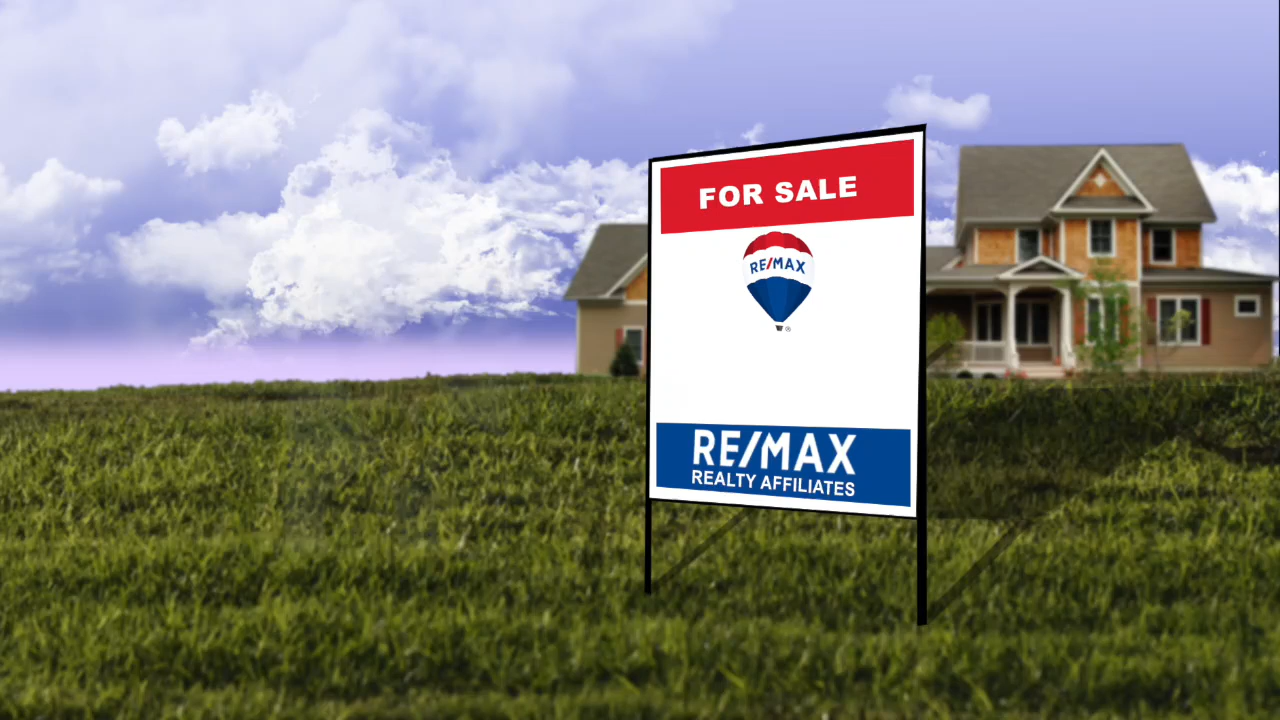 FOR SALE
RE/MAX
®
RE/MAX
REALTY AFFILIATES